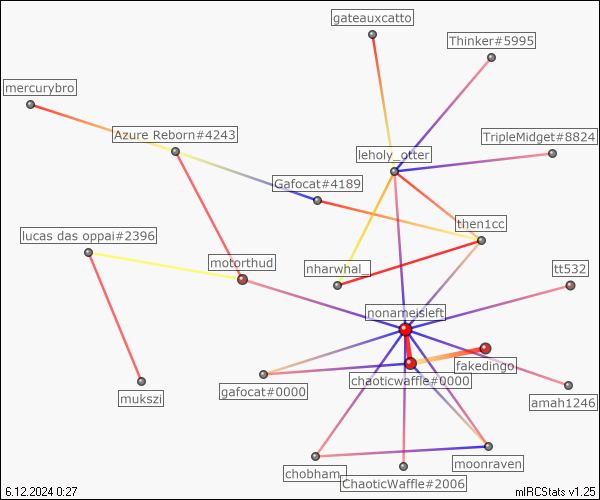 gateauxcatto
Thinker#5995
mercurybro
Azure Reborn#4243
TripleMidget#8824
leholy_otter
Gafocat#4189
then1cc
lucas das oppai#2396
motorthud
nharwhal_
tt532
nonameisleft
fakedingo
chaoticwaffle#0000
gafocat#0000
mukszi
amah1246
moonraven
chobham_
ChaoticWaffle#2006
6.12.2024 0:27
mIRCStats v1.25